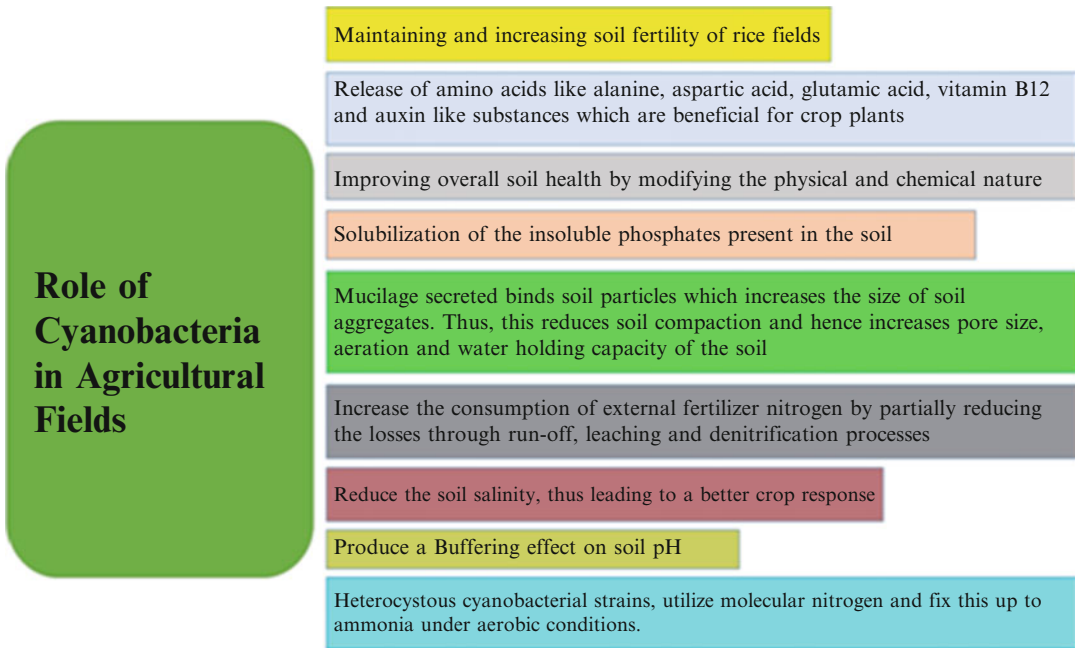 Role of
Cyanobacteria
in Agricultural
Fields
Maintaining and increasing soil fertility of rice fields
Release of amino acids like alanine, aspartic acid, glutamic acid, vitamin B12
and auxin like substances which are beneficial for crop plants
Improving overall soil health by modifying the physical and chemical nature
Solubilization of the insoluble phosphates present in the soil
Mucilage secreted binds soil particles which increases the size of soil
aggregates. Thus, this reduces soil compaction and hence increases pore size,
aeration and water holding capacity of the soil
Increase the consumption of external fertilizer nitrogen by partially reducing
the losses through run-off, leaching and denitrification processes
Reduce the soil salinity, thus leading to a better crop response
Produce a Buffering effect on soil pH
Heterocystous cyanobacterial strains, utilize molecular nitrogen and fix this up to
ammonia under aerobic conditions.